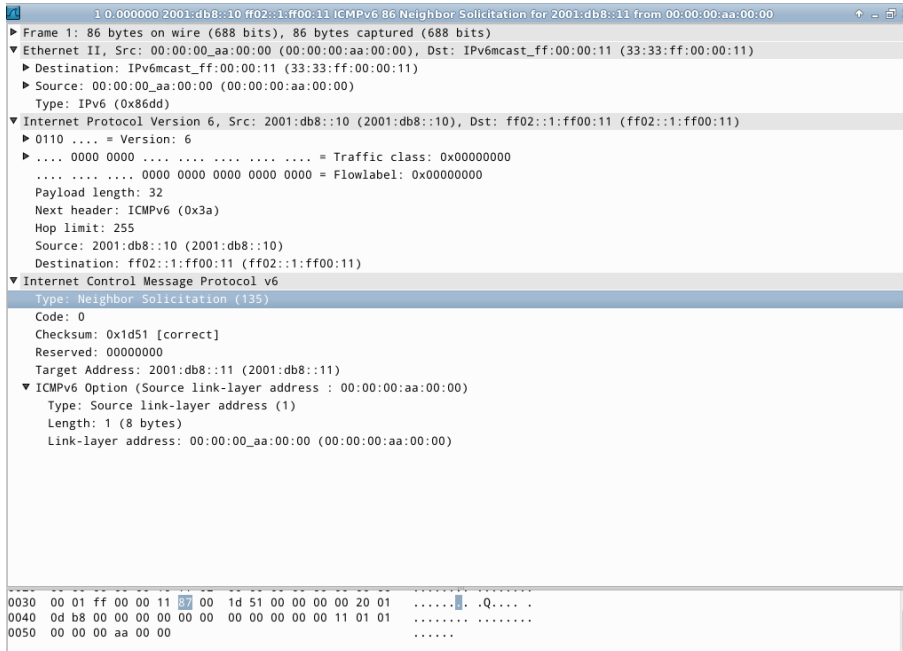 1 0.000000 2001:db8::10 ff02::1:ff00:11 ICMPv6 86 Neighbor Solicitation for 2001:db8::11 from 00:00:00:aa:00:00
Frame 1: 86 bytes on wire (688 bits), 86 bytes captured (688 bits)
Ethernet II, Src: 00:00:00_aa:00:00 (00:00:00:aa:00:00), Dst: IPv6mcast_ff:00:00:11 (33:33:ff:00:00:11)
Destination: IPv6mcast_ff:00:00:11 (33:33:ff:00:00:11)
Source: 00:00:00_aa:00:00 (00:00:00:aa:00:00)
Type: IPv6 (0x86dd)
Internet Protocol Version 6, Src: 2001:db8::10 (2001:db8::10), Dst: ff02::1:ff00:11 (ff02::1:ff00:11)
0110 .... = Version: 6
.... 0000 0000 .... .... .... .... .... = Traffic class: 0x00000000
.... .... .... 0000 0000 0000 0000 0000 = Flowlabel: 0x00000000
Payload length: 32
Next header: ICMPv6 (0x3a)
Hop limit: 255
Source: 2001:db8::10 (2001:db8::10)
Destination: ff02::1:ff00:11 (ff02::1:ff00:11)
Internet Control Message Protocol v6
Type: Neighbor Solicitation (135)
Code: 0
Checksum: 0x1d51 [correct]
Reserved: 00000000
Target Address: 2001:db8::11 (2001:db8::11)
ICMPv6 Option (Source link-layer address : 00:00:00:aa:00:00)
Type: Source link-layer address (1)
Length: 1 (8 bytes)
Link-layer address: 00:00:00_aa:00:00 (00:00:00:aa:00:00)
0030 00 01 ff 00 00 11 87 00 1d 51 00 00 00 00 20 01 ........ .Q.... .
0040 0d b8 00 00 00 00 00 00 00 00 00 00 00 11 01 01 ........ ........
0050 00 00 00 aa 00 00 ......